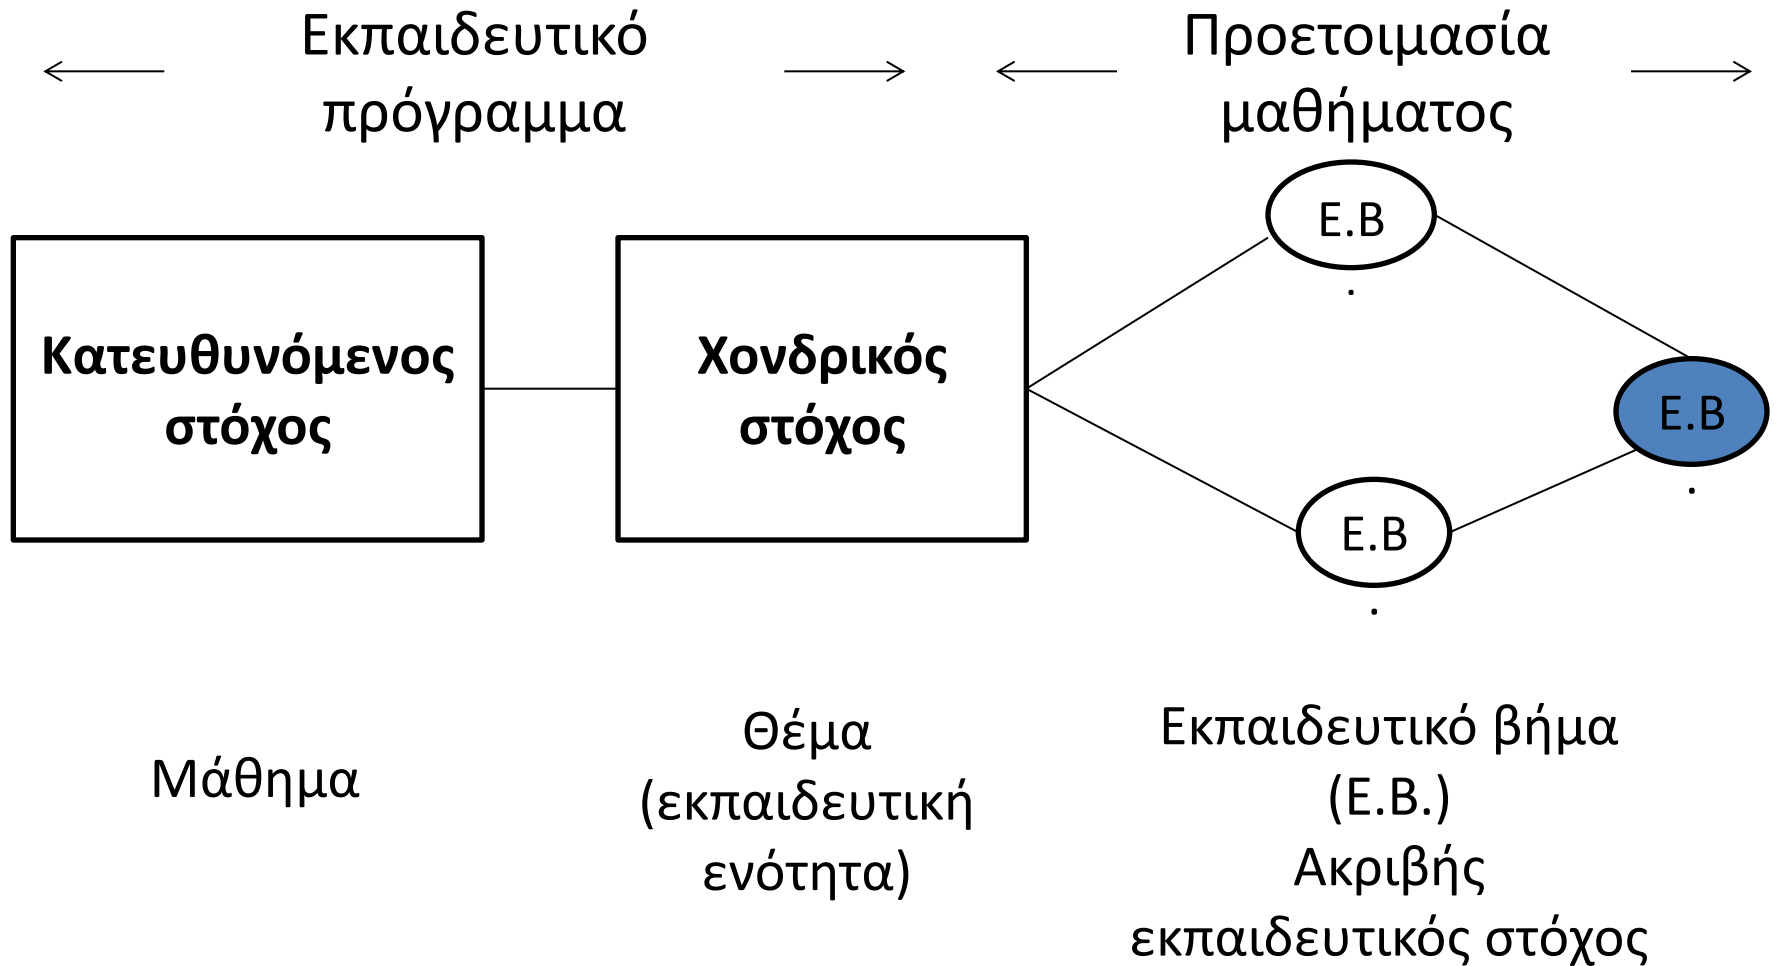 Εκπαιδευτικό
πρόγραμμα
Προετοιμασία
μαθήματος
Κατευθυνόμενος
στόχος
Χονδρικός
στόχος
Ε.Β
.
Ε.Β
.
Ε.Β
.
Μάθημα
Θέμα
(εκπαιδευτική
ενότητα)
Εκπαιδευτικό βήμα
(Ε.Β.)
Ακριβής
εκπαιδευτικός στόχος